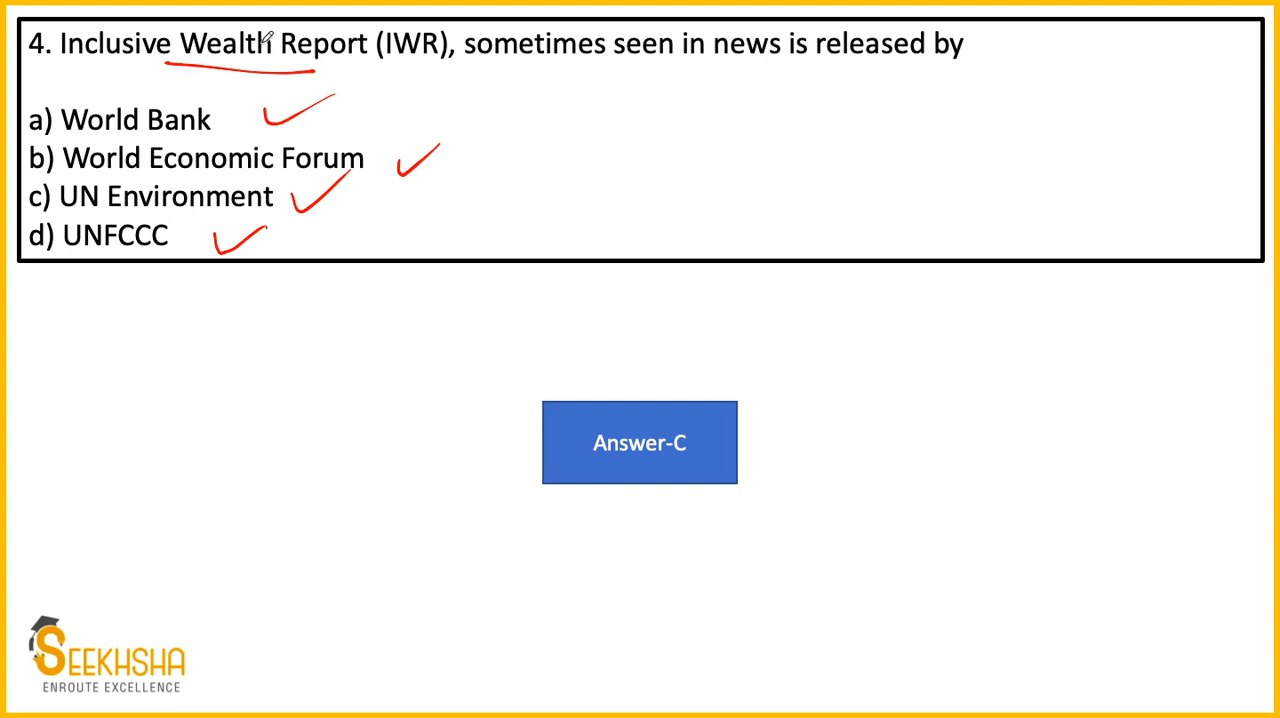 4. Inclusive Wealth Report (IWR), sometimes seen in news is released by
a) World Bank
b) World Economic Forum
c) UN Environment
d) UNFCCC
Answer-C
SEEKHSHA
ENROUTE EXCELLENCE